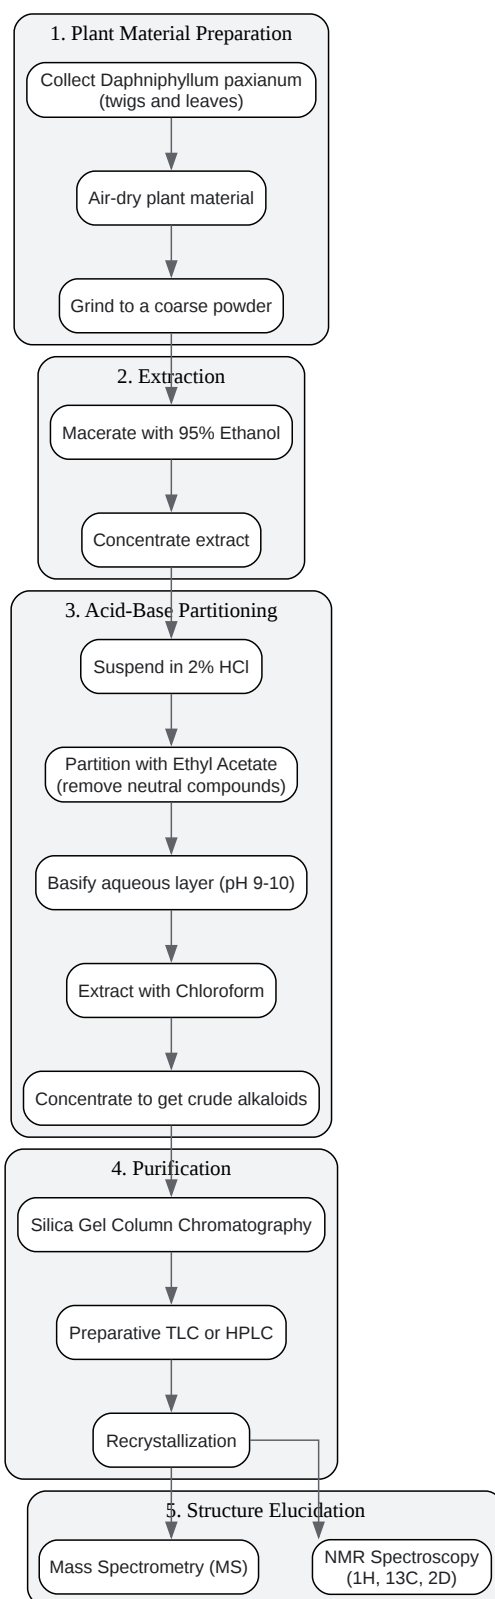 1. Plant Material Preparation
Collect Daphniphyllum paxianum
(twigs and leaves)
Air-dry plant material
Grind to a coarse powder
2. Extraction
Macerate with 95% Ethanol
Concentrate extract
3. Acid-Base Partitioning
Suspend in 2% HCl
Partition with Ethyl Acetate
(remove neutral compounds)
Basify aqueous layer (pH 9-10)
Extract with Chloroform
Concentrate to get crude alkaloids
4. Purification
Silica Gel Column Chromatography
Preparative TLC or HPLC
Recrystallization
5. Structure Elucidation
Mass Spectrometry (MS)
NMR Spectroscopy
(1H, 13C, 2D)